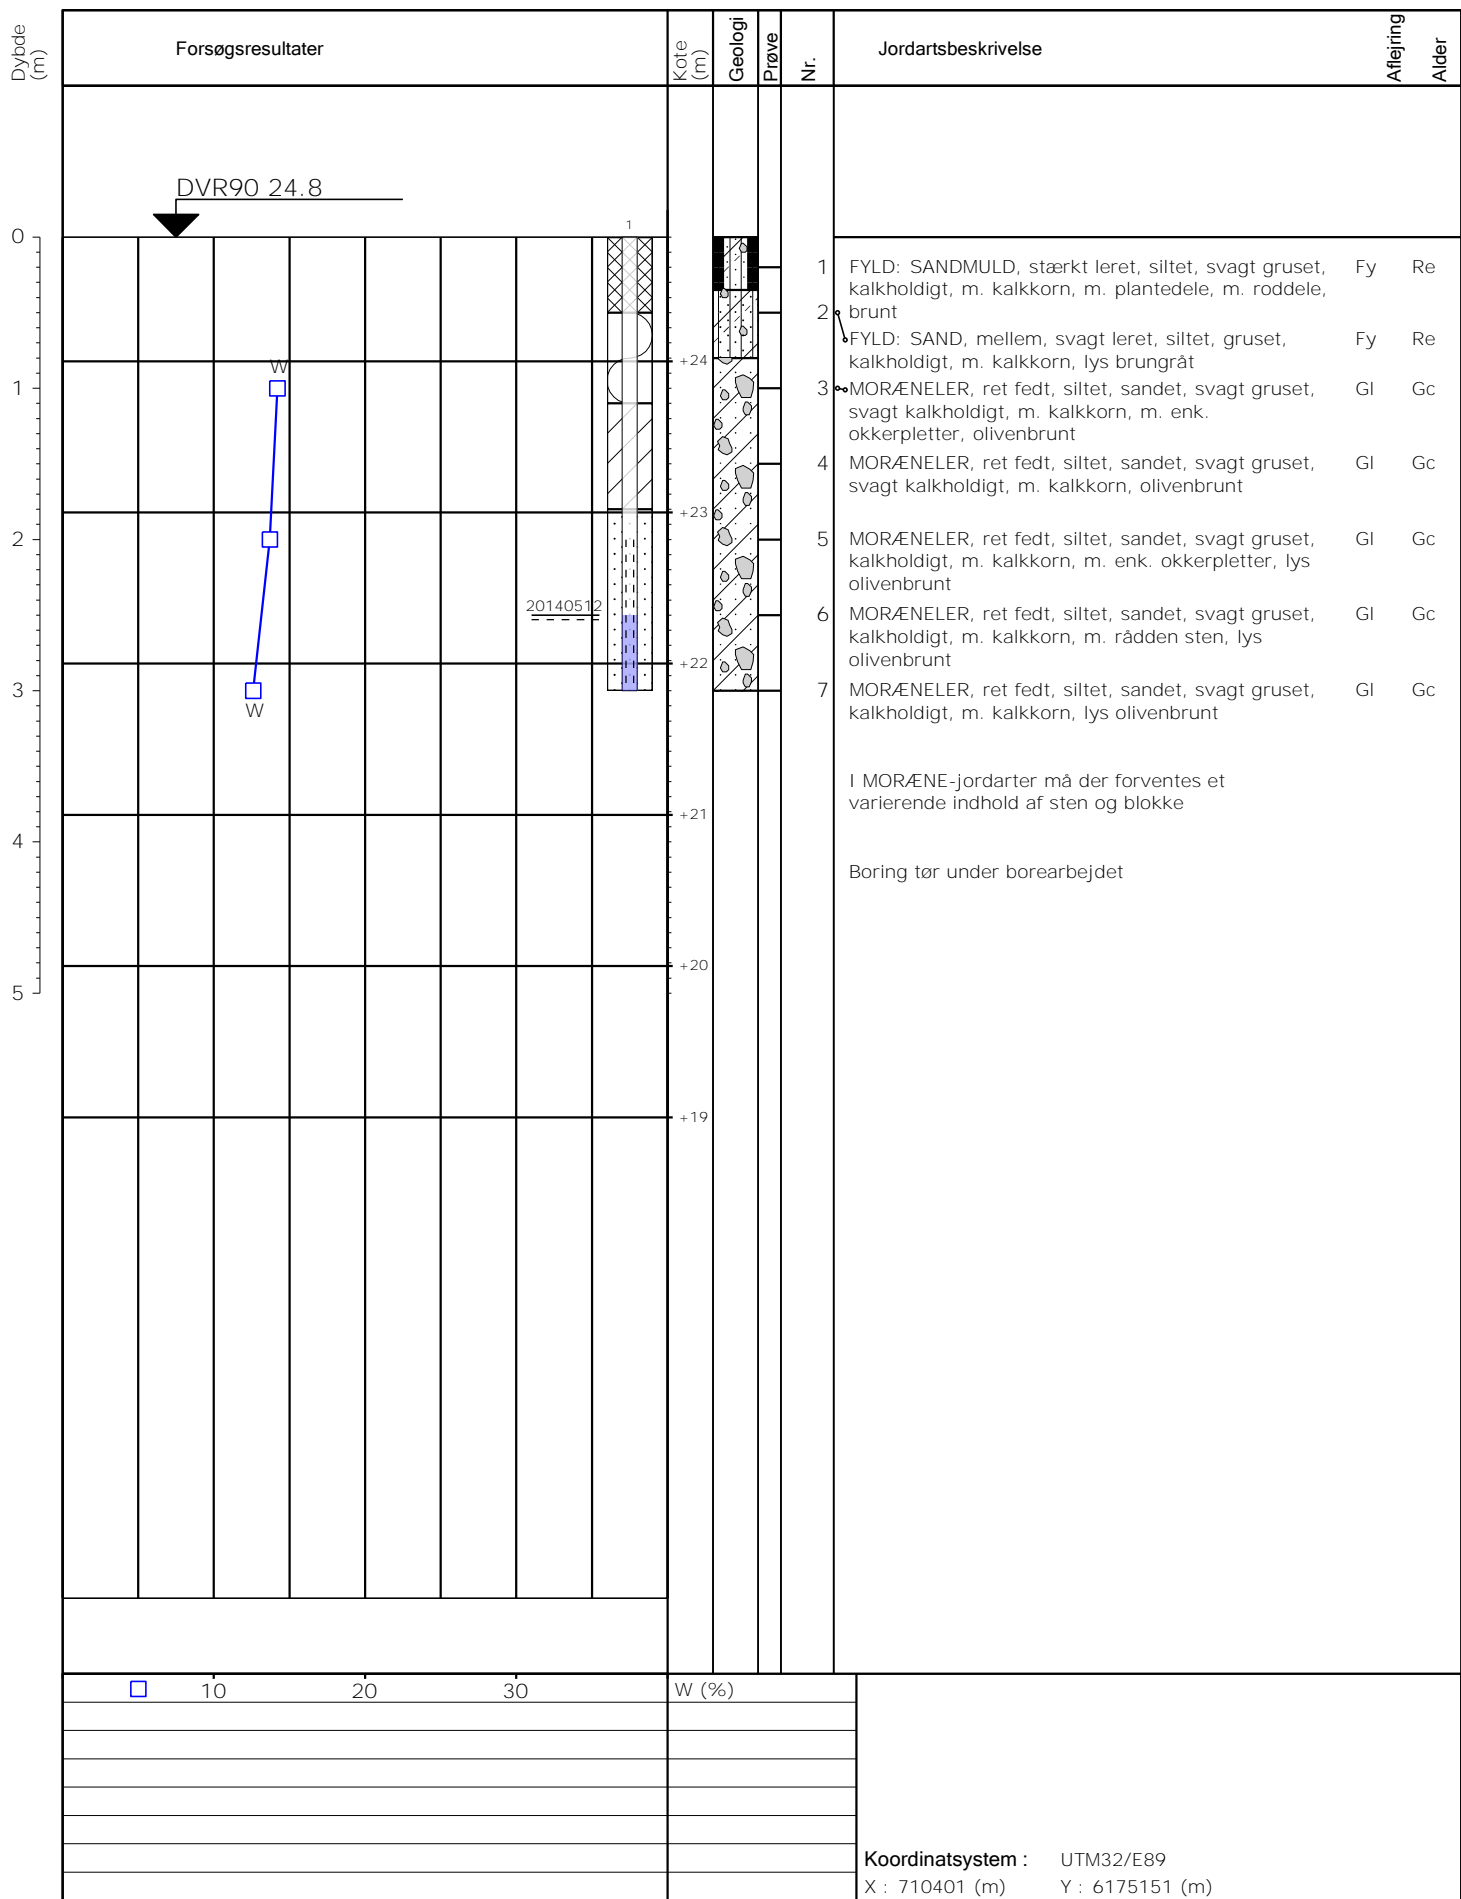 Dybde
(m)
Forsøgsresultater
Kote
(m)
Geologi
Prøve
Nr.
Jordartsbeskrivelse
Aflejring
Alder
DVR90 24.8
1
0
1
2
3
4
5
W
W
20140512
+24
+23
+22
+21
+20
+19
1 FYLD: SANDMULD, stærkt leret, siltet, svagt gruset, Fy Re
kalkholdigt, m. kalkkorn, m. plantedele, m. roddele,
2 brunt
FYLD: SAND, mellem, svagt leret, siltet, gruset, Fy Re
kalkholdigt, m. kalkkorn, lys brungråt
3 MORÆNELER, ret fedt, siltet, sandet, svagt gruset, Gl Gc
svagt kalkholdigt, m. kalkkorn, m. enk.
okkerpletter, olivenbrunt
4 MORÆNELER, ret fedt, siltet, sandet, svagt gruset, Gl Gc
svagt kalkholdigt, m. kalkkorn, olivenbrunt
5 MORÆNELER, ret fedt, siltet, sandet, svagt gruset, Gl Gc
kalkholdigt, m. kalkkorn, m. enk. okkerpletter, lys
olivenbrunt
6 MORÆNELER, ret fedt, siltet, sandet, svagt gruset, Gl Gc
kalkholdigt, m. kalkkorn, m. rådden sten, lys
olivenbrunt
7 MORÆNELER, ret fedt, siltet, sandet, svagt gruset, Gl Gc
kalkholdigt, m. kalkkorn, lys olivenbrunt
I MORÆNE-jordarter må der forventes et
varierende indhold af sten og blokke
Boring tør under borearbejdet
10 20 30 W (%)
Koordinatsystem : UTM32/E89
X : 710401 (m) Y : 6175151 (m)